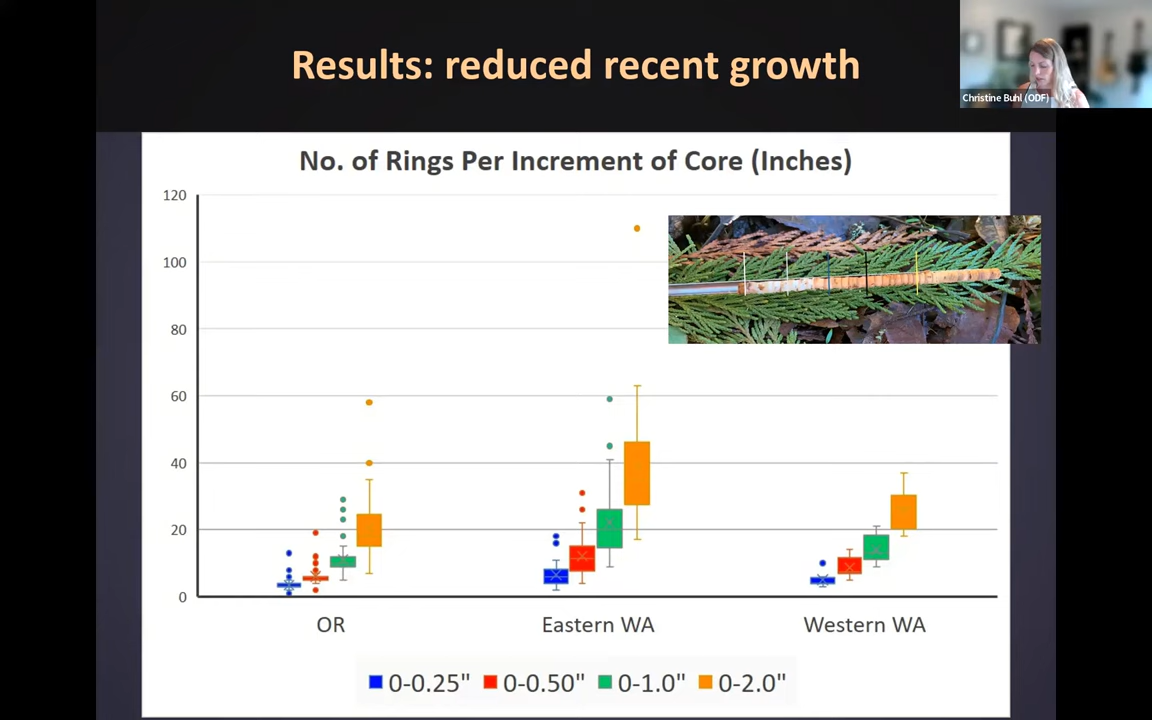 Results: reduced recent growth
Christine Buhl (ODF)
No. of Rings Per Increment of Core (Inches)
120
100
80
60
40
20
0
OR Eastern WA Western WA
0-0.25" 0-0.50" 0-1.0" 0-2.0"